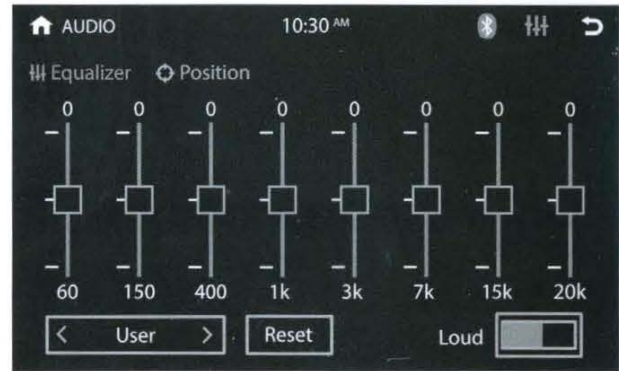 AUDIO 10:30 AM
Equalizer Position
0 0 0 0 0 0 0 0
60 150 400 1k 3k 7k 15k 20k
< User > Reset Loud